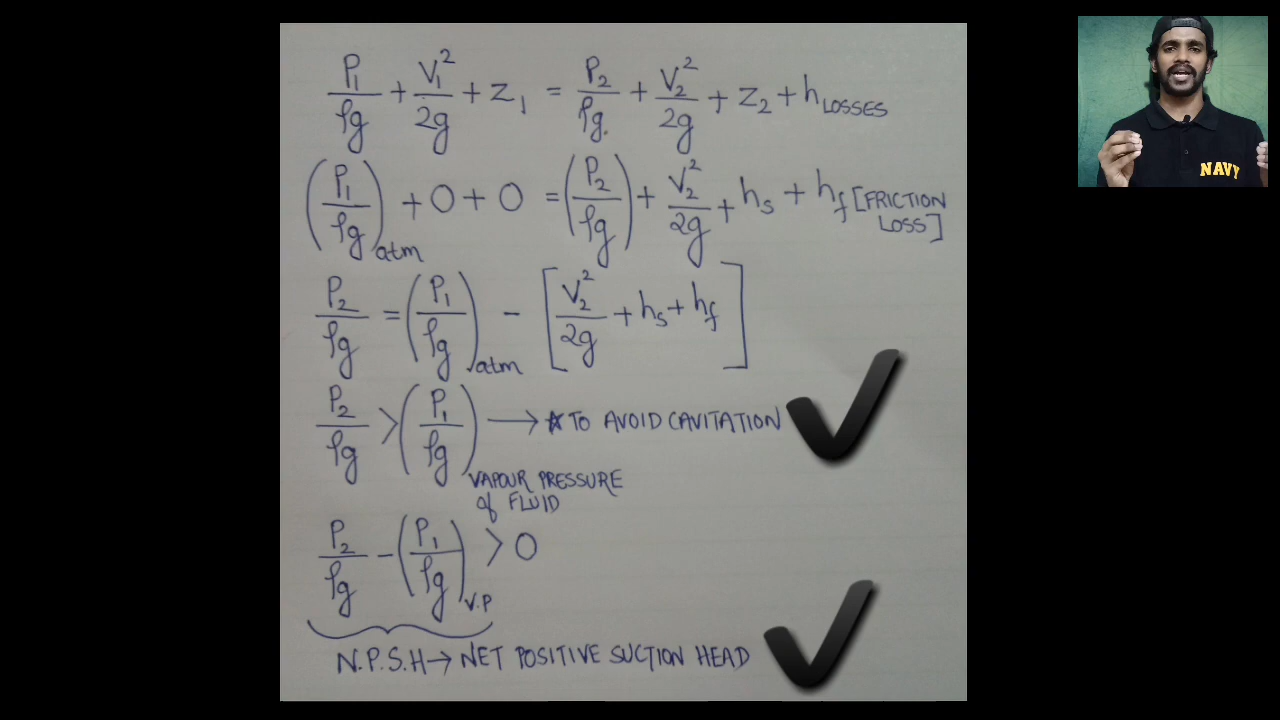 P₁/ρg + V₁²/2g + z₁ = P₂/ρg + V₂²/2g + z₂ + h LOSSES
(P₁/ρg)atm + 0 + 0 = (P₂/ρg) + V₂²/2g + hs + hf [FRICTION LOSS]
P₂/ρg = (P₁/ρg)atm - [V₂²/2g + hs + hf]
P₂/ρg > (P₁/ρg) VAPOUR PRESSURE of FLUID → TO AVOID CAVITATION
P₂/ρg - (P₁/ρg)V.P > 0
N.P.S.H → NET POSITIVE SUCTION HEAD
NAVY